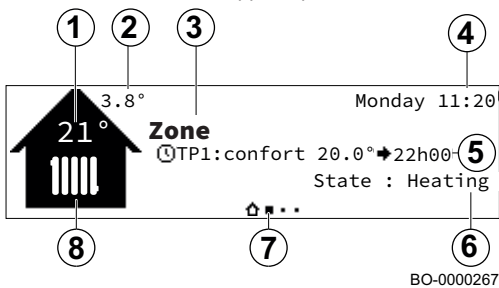 1 2 3 4
3.8° Monday 11:20
21° Zone
TP1:confort 20.0°➔22h00 5
State : Heating
8 7 6
BO-0000267